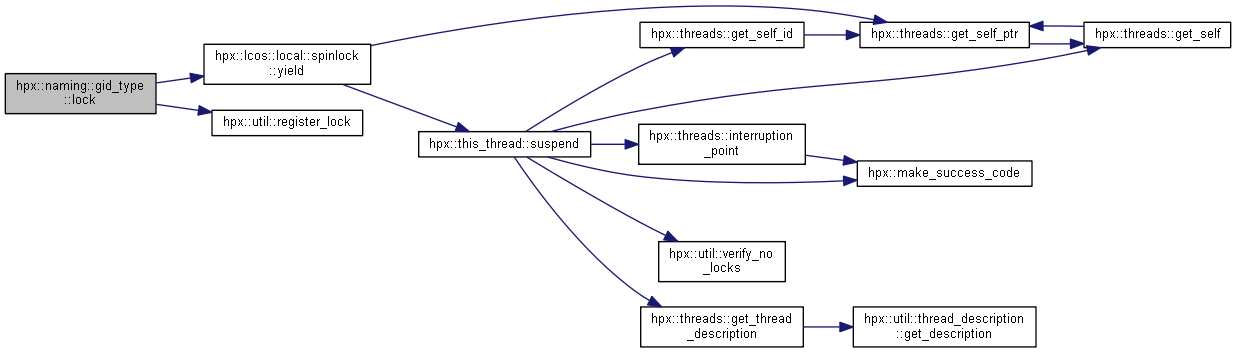 hpx::naming::gid_type
::lock
hpx::lcos::local::spinlock
::yield
hpx::util::register_lock
hpx::this_thread::suspend
hpx::threads::get_self_id
hpx::threads::get_self_ptr
hpx::threads::get_self
hpx::threads::interruption
_point
hpx::make_success_code
hpx::util::verify_no
_locks
hpx::threads::get_thread
_description
hpx::util::thread_description
::get_description